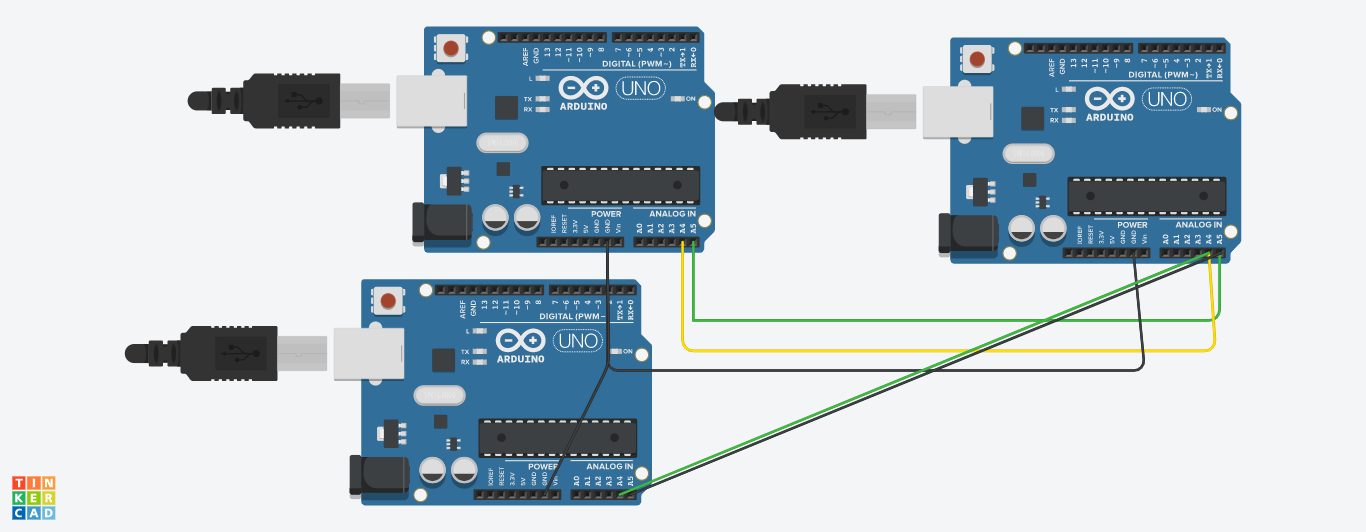 AREF GND 13 12 ~11 ~10 ~9 8 7 ~6 ~5 4 ~3 2 TX→1 RX←0
DIGITAL (PWM~)
L
TX
RX
ARDUINO
UNO
ON
POWER
ANALOG IN
IOREF RESET 3.3V 5V GND GND Vin A0 A1 A2 A3 A4 A5
AREF GND 13 12 ~11 ~10 ~9 8 7 ~6 ~5 4 ~3 2 TX→1 RX←0
DIGITAL (PWM~)
L
TX
RX
ARDUINO
UNO
ON
POWER
ANALOG IN
IOREF RESET 3.3V 5V GND GND Vin A0 A1 A2 A3 A4 A5
AREF GND 13 12 ~11 ~10 ~9 8 7 ~6 ~5 4 ~3 2 TX→1 RX←0
DIGITAL (PWM~
L
TX
RX
ARDUINO
UNO
ON
POWER
ANALOG IN
IOREF RESET 3.3V 5V GND GND Vin A0 A1 A2 A3 A4 A5
TIN
KER
CAD